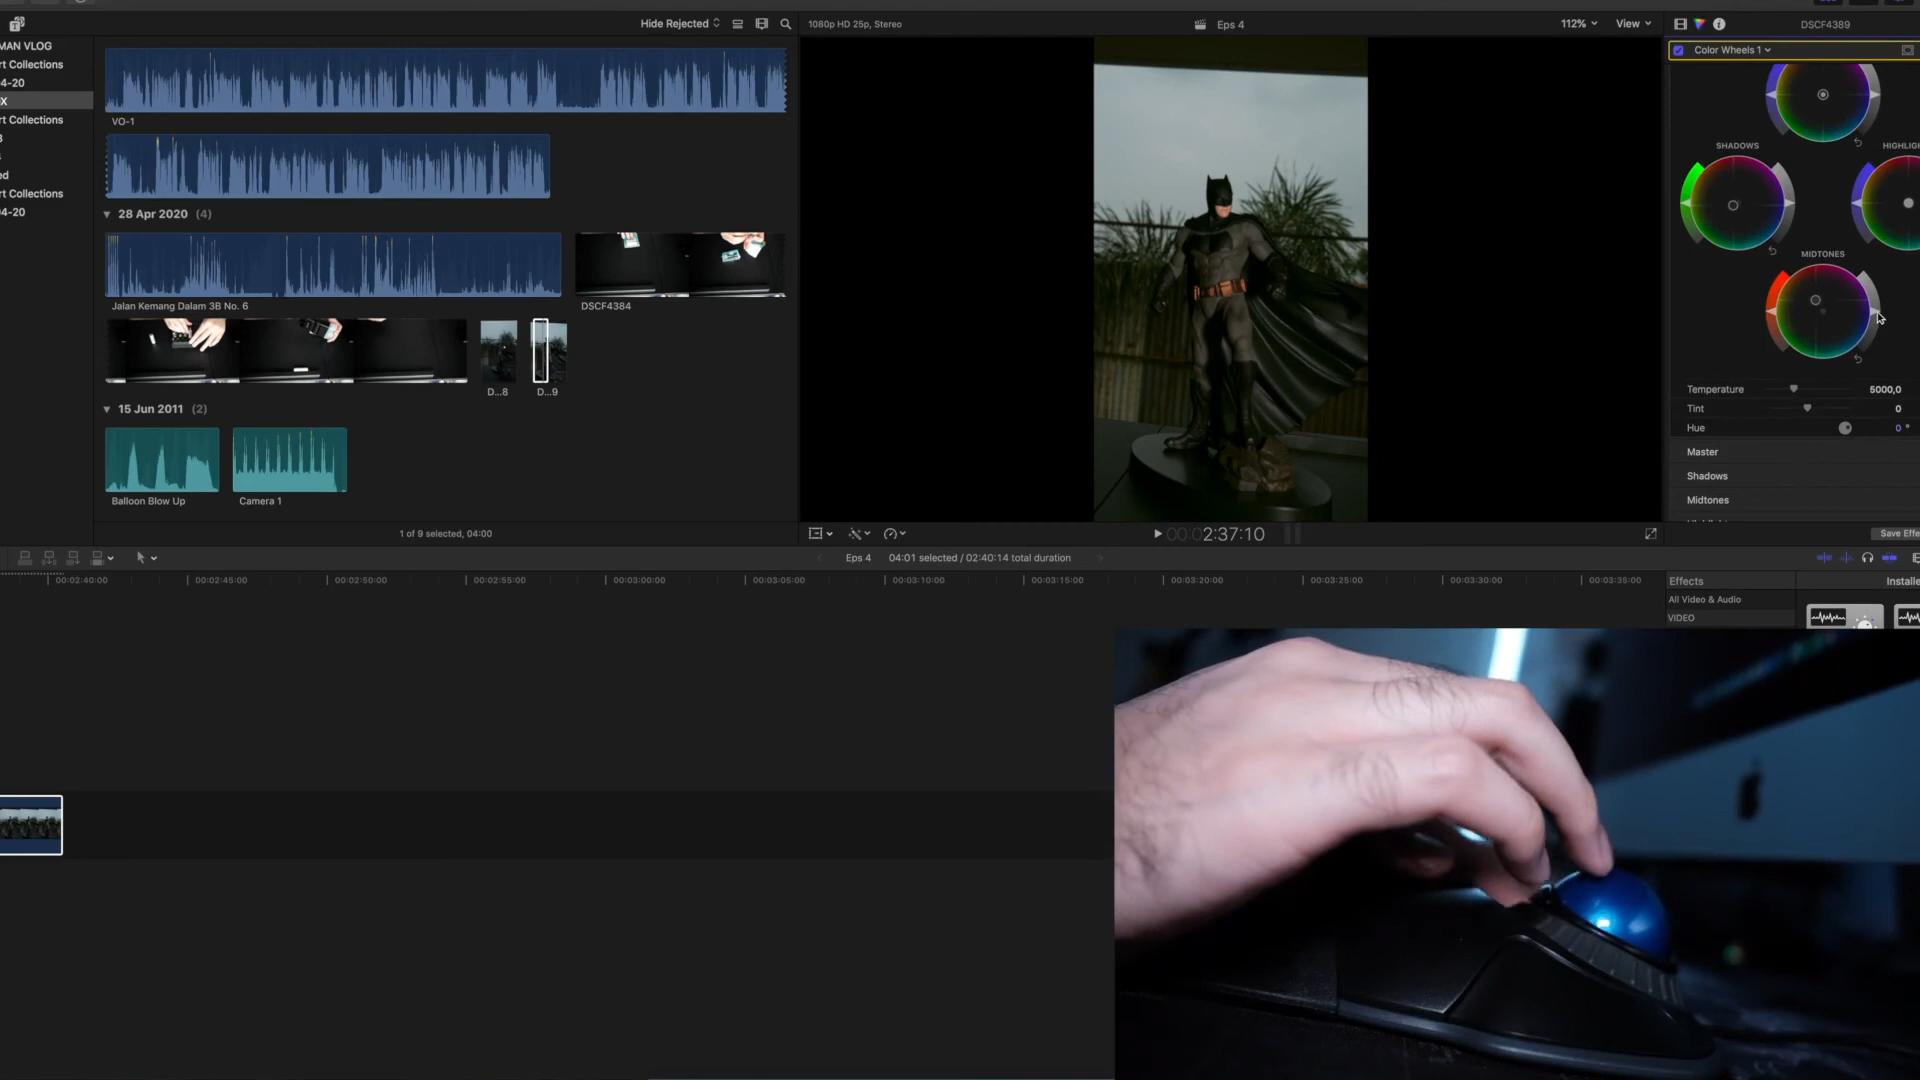 Hide Rejected
1080p HD 25p, Stereo
Eps 4
112%
View
DSCF4389
MAN VLOG
rt Collections
4-20
X
rt Collections
3
ed
rt Collections
04-20
VO-1
28 Apr 2020 (4)
Jalan Kemang Dalam 3B No. 6
DSCF4384
D...8
D...9
15 Jun 2011 (2)
Balloon Blow Up
Camera 1
1 of 9 selected, 04:00
00:00:2:37:10
Color Wheels 1
SHADOWS
HIGHLIGH
MIDTONES
Temperature 5000,0
Tint 0
Hue 0 °
Master
Shadows
Midtones
Save Effe
Eps 4
04:01 selected / 02:40:14 total duration
00:02:40:00
00:02:45:00
00:02:50:00
00:02:55:00
00:03:00:00
00:03:05:00
00:03:10:00
00:03:15:00
00:03:20:00
00:03:25:00
00:03:30:00
00:03:35:00
Effects
Installe
All Video & Audio
VIDEO